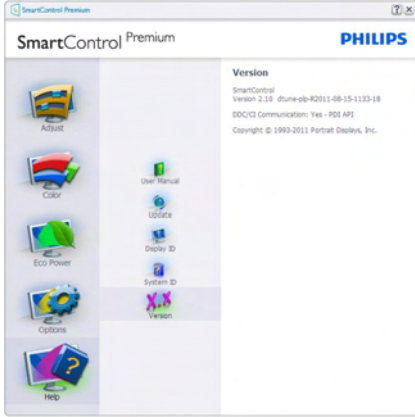 SmartControl Premium
SmartControl Premium
PHILIPS
Adjust
Color
Eco Power
Options
Help
User Manual
Update
Display ID
System ID
X.X
Version
Version
SmartControl
Version 2.10 dtune-plp-R2011-08-15-1133-18
DDC/CI Communication: Yes - PDI API
Copyright © 1993-2011 Portrait Displays, Inc.